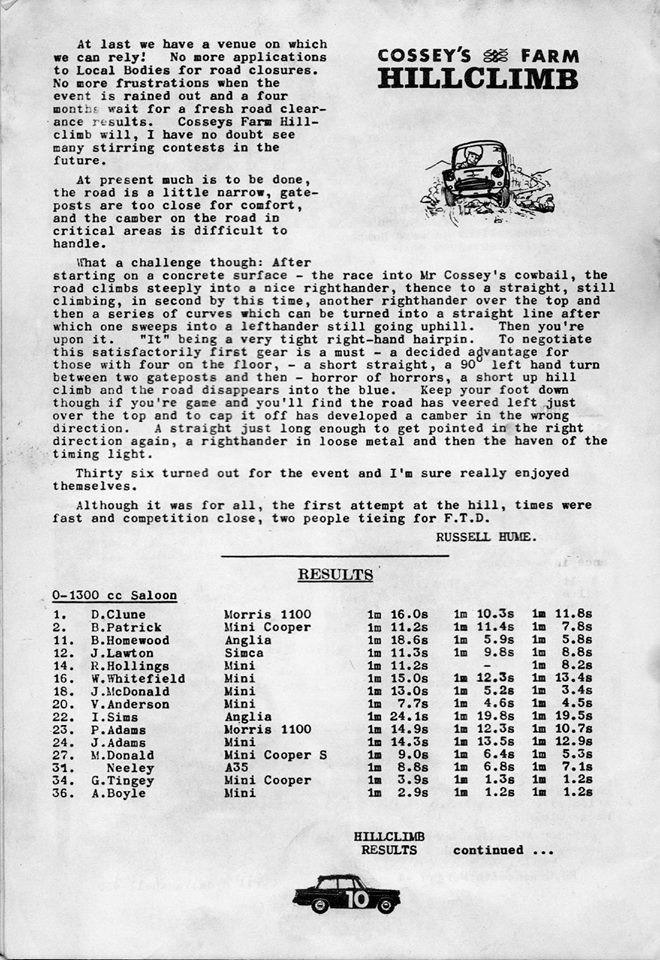 At last we have a venue on which
we can rely! No more applications
to Local Bodies for road closures.
No more frustrations when the
event is rained out and a four
months wait for a fresh road clear-
ance results. Cosseys Farm Hill-
climb will, I have no doubt see
many stirring contests in the
future.
COSSEY'S FARM
HILLCLIMB
At present much is to be done,
the road is a little narrow, gate-
posts are too close for comfort,
and the camber on the road in
critical areas is difficult to
handle.
What a challenge though: After
starting on a concrete surface - the race into Mr Cossey's cowbail, the
road climbs steeply into a nice righthander, thence to a straight, still
climbing, in second by this time, another righthander over the top and
then a series of curves which can be turned into a straight line after
which one sweeps into a lefthander still going uphill. Then you're
upon it. "It" being a very tight right-hand hairpin. To negotiate
this satisfactorily first gear is a must - a decided advantage for
those with four on the floor, - a short straight, a 90° left hand turn
between two gateposts and then - horror of horrors, a short up hill
climb and the road disappears into the blue. Keep your foot down
though if you're game and you'll find the road has veered left just
over the top and to cap it off has developed a camber in the wrong
direction. A straight just long enough to get pointed in the right
direction again, a righthander in loose metal and then the haven of the
timing light.
Thirty six turned out for the event and I'm sure really enjoyed
themselves.
Although it was for all, the first attempt at the hill, times were
fast and competition close, two people tieing for F.T.D.
RUSSELL HUME.
RESULTS
0-1300 cc Saloon
1. D.Clune Morris 1100 1m 16.0s 1m 10.3s 1m 11.8s
2. B.Patrick Mini Cooper 1m 11.2s 1m 11.4s 1m 7.8s
11. B.Homewood Anglia 1m 18.6s 1m 5.9s 1m 5.8s
12. J.Lawton Simca 1m 11.3s 1m 9.8s 1m 8.8s
14. R.Hollings Mini 1m 11.2s - 1m 8.2s
16. W.Whitefield Mini 1m 15.0s 1m 12.3s 1m 13.4s
18. J.McDonald Mini 1m 13.0s 1m 5.2s 1m 3.4s
20. V.Anderson Mini 1m 7.7s 1m 4.6s 1m 4.5s
22. I.Sims Anglia 1m 24.1s 1m 19.8s 1m 19.5s
23. P.Adams Morris 1100 1m 14.9s 1m 12.3s 1m 10.7s
24. J.Adams Mini 1m 14.3s 1m 13.5s 1m 12.9s
27. M.Donald Mini Cooper S 1m 9.0s 1m 6.4s 1m 5.3s
31. Neeley A35 1m 8.8s 1m 6.8s 1m 7.1s
34. G.Tingey Mini Cooper 1m 3.9s 1m 1.3s 1m 1.2s
36. A.Boyle Mini 1m 2.9s 1m 1.2s 1m 1.2s
HILLCLIMB
RESULTS continued ...
10